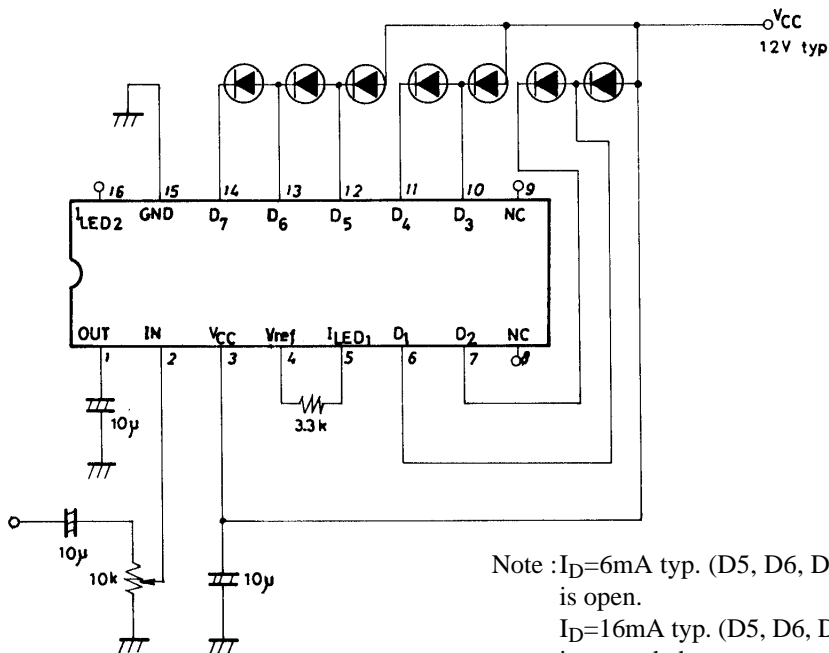 VCC
12V typ
16 15 14 13 12 11 10 9
ILED2 GND D7 D6 D5 D4 D3 NC
OUT IN VCC Vref ILED1 D1 D2 NC
1 2 3 4 5 6 7 8
10μ
3.3k
10μ
10k
10μ
Note : ID=6mA typ. (D5, D6, D
is open.
ID=16mA typ. (D5, D6, D